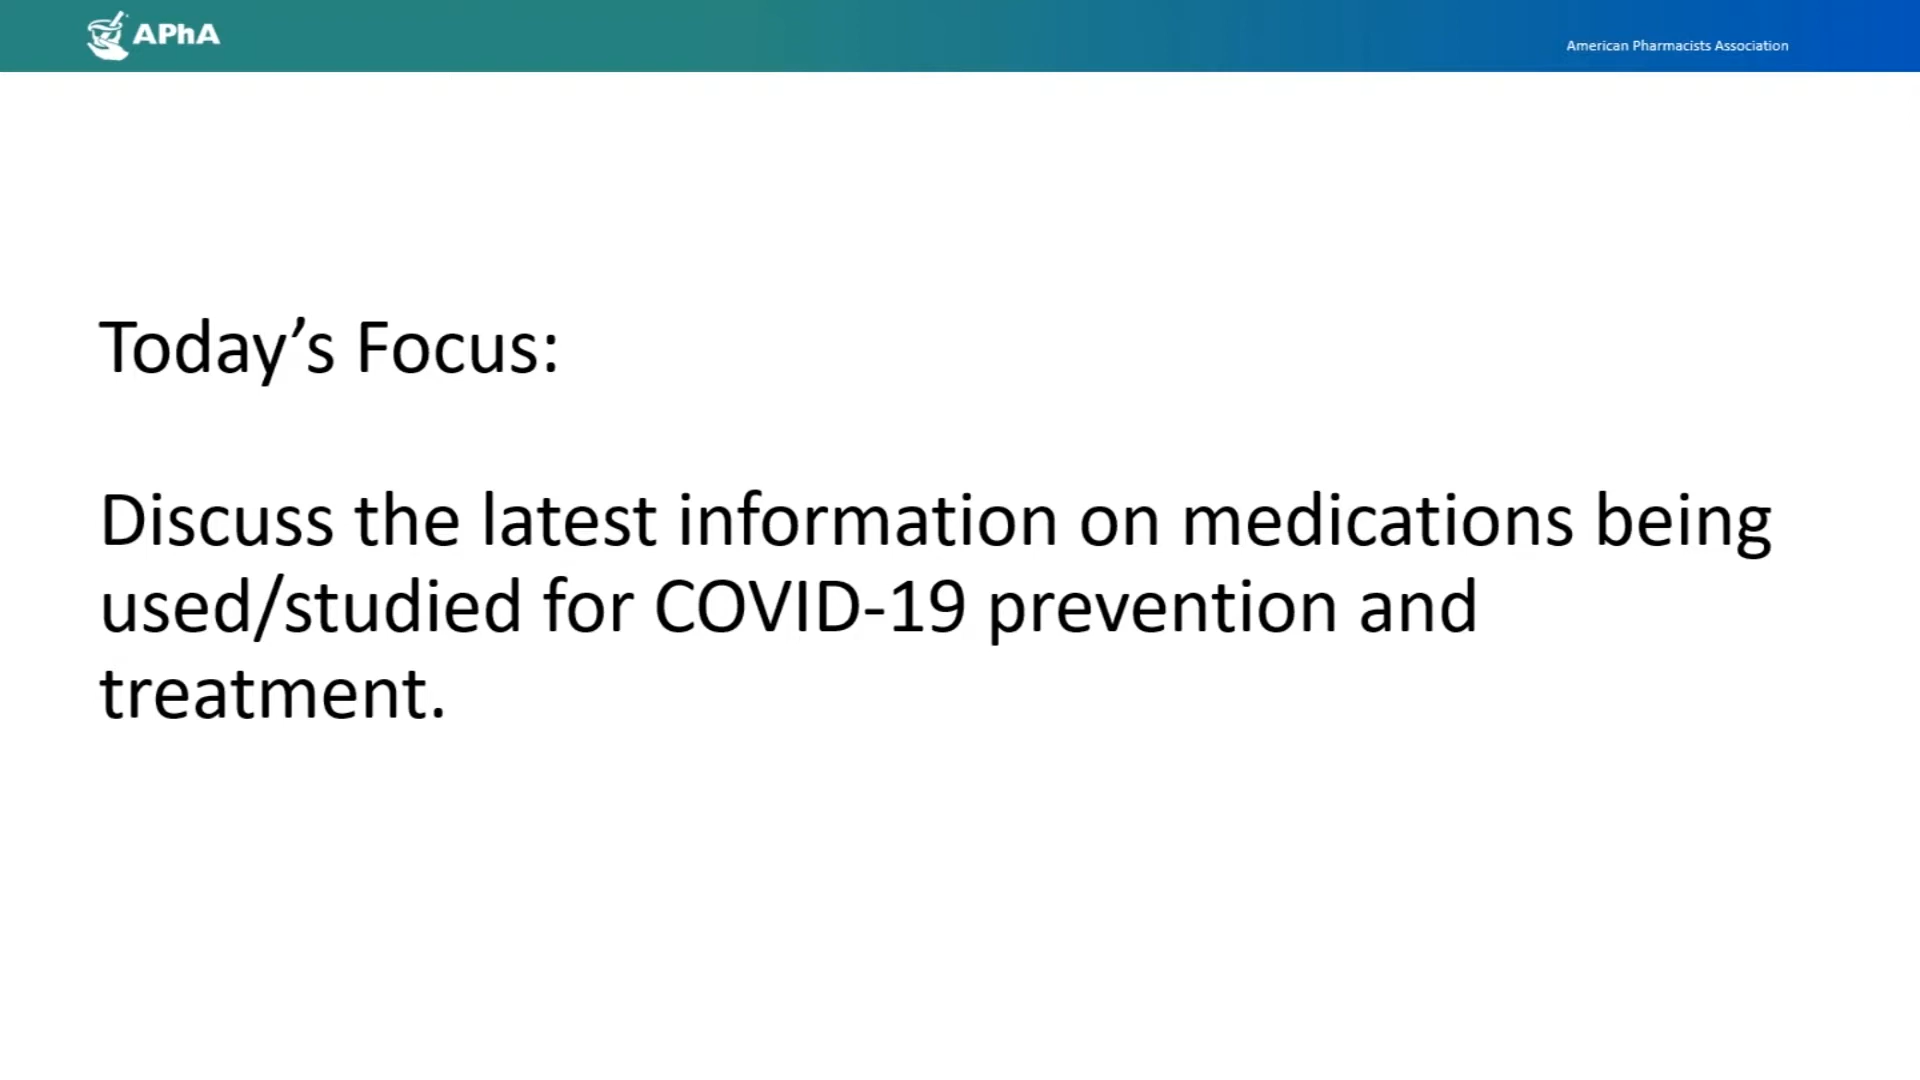 APhA
American Pharmacists Association
Today’s Focus:
Discuss the latest information on medications being
used/studied for COVID-19 prevention and
treatment.